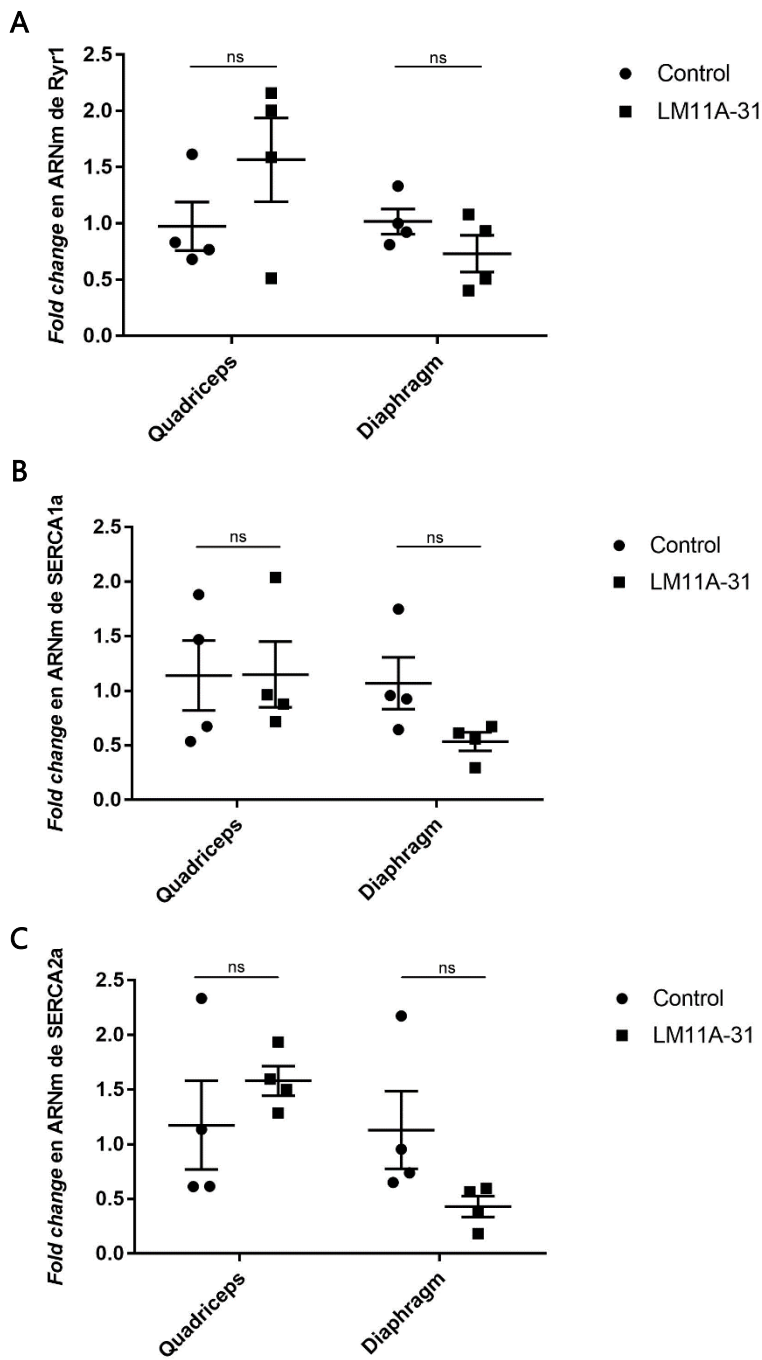 A
Fold change en ARNm de Ryr1
2.5
2.0
1.5
1.0
0.5
0.0
ns
ns
Quadriceps
Diaphragm
Control
LM11A-31
B
Fold change en ARNm de SERCA1a
2.5
2.0
1.5
1.0
0.5
0.0
ns
ns
Quadriceps
Diaphragm
Control
LM11A-31
C
Fold change en ARNm de SERCA2a
2.5
2.0
1.5
1.0
0.5
0.0
ns
ns
Quadriceps
Diaphragm
Control
LM11A-31